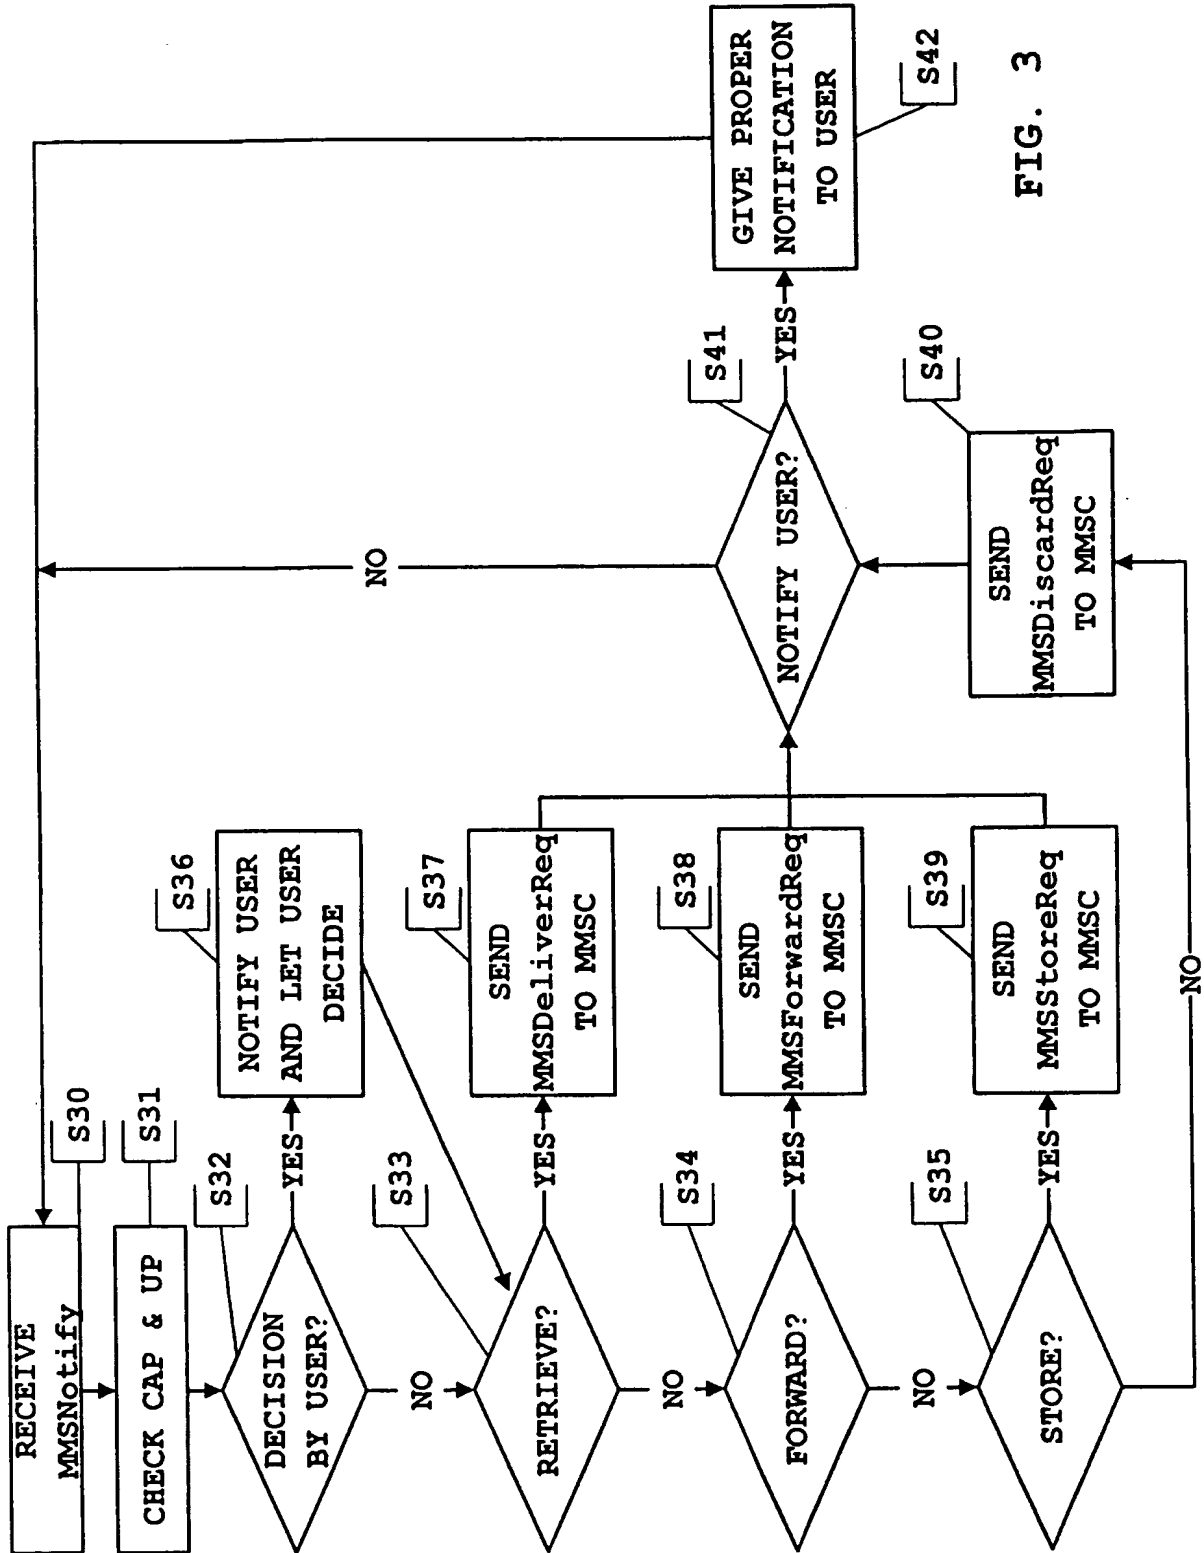 RECEIVE
MMSNotify
S30
CHECK CAP & UP
S31
DECISION
BY USER?
S32
YES
NOTIFY USER
AND LET USER
DECIDE
S36
NO
RETRIEVE?
S33
YES
SEND
MMSDeliverReq
TO MMSC
S37
NO
FORWARD?
S34
YES
SEND
MMSForwardReq
TO MMSC
S38
NO
STORE?
S35
YES
SEND
MMSStoreReq
TO MMSC
S39
NO
SEND
MMSDiscardReq
TO MMSC
S40
NOTIFY USER?
S41
NO
YES
GIVE PROPER
NOTIFICATION
TO USER
S42
FIG. 3